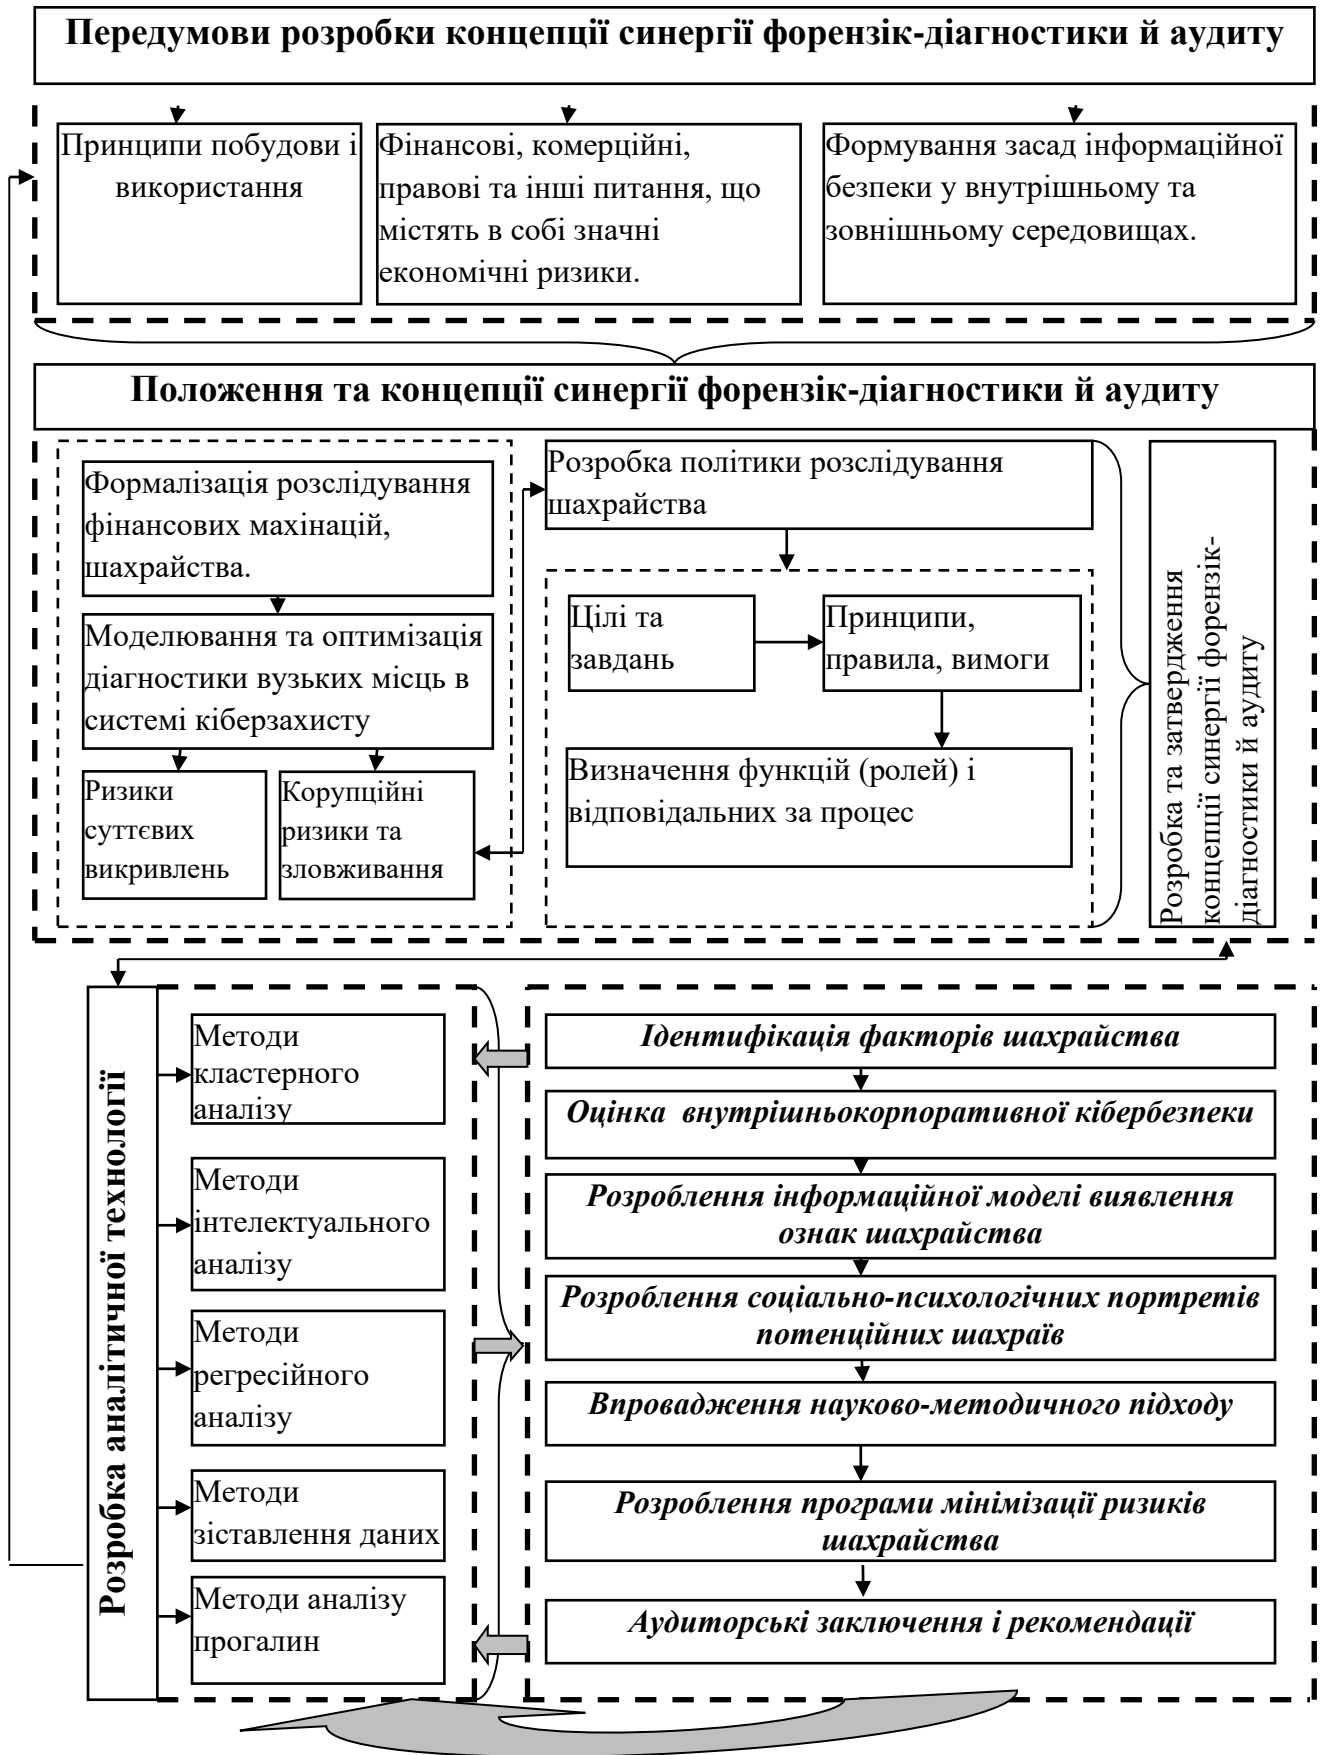 Передумови розробки концепції синергії форензік-діагностики й аудиту
Принципи побудови і
використання
Фінансові, комерційні,
правові та інші питання, що
містять в собі значні
економічні ризики.
Формування засад інформаційної
безпеки у внутрішньому та
зовнішньому середовищах.
Положення та концепції синергії форензік-діагностики й аудиту
Формалізація розслідування
фінансових махінацій,
шахрайства.
Моделювання та оптимізація
діагностики вузьких місць в
системі кіберзахисту
Ризики
суттєвих
викривлень
Корупційні
ризики та
зловживання
Розробка політики розслідування
шахрайства
Цілі та
завдань
Принципи,
правила, вимоги
Визначення функцій (ролей) і
відповідальних за процес
Розробка та затвердження
концепції синергії форензік-
діагностики й аудиту
Розробка аналітичної технології
Методи
кластерного
аналізу
Методи
інтелектуального
аналізу
Методи
регресійного
аналізу
Методи
зіставлення даних
Методи аналізу
прогалин
Ідентифікація факторів шахрайства
Оцінка внутрішньокорпоративної кібербезпеки
Розроблення інформаційної моделі виявлення
ознак шахрайства
Розроблення соціально-психологічних портретів
потенційних шахраїв
Впровадження науково-методичного підходу
Розроблення програми мінімізації ризиків
шахрайства
Аудиторські заключення і рекомендації